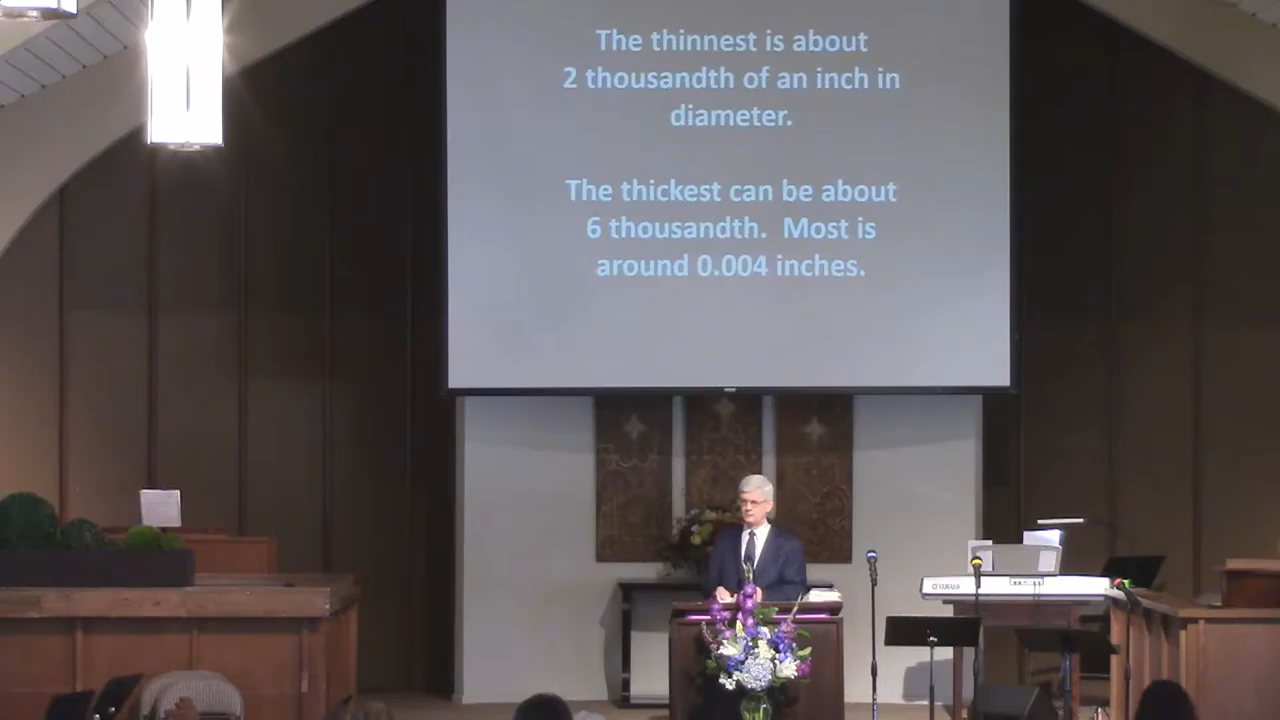 The thinnest is about
2 thousandth of an inch in
diameter.
The thickest can be about
6 thousandth.  Most is
around 0.004 inches.
YAMAHA